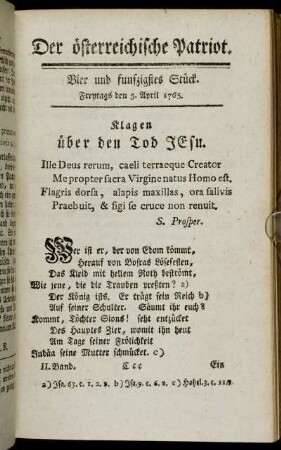 Der österreichische Patriot.
Vier und funfzigstes Stück.
Freytags den 5. April 1765.
Klagen
über den Tod JEsu.
Ille Deus rerum, caeli terraeque Creator
Me propter sacra Virgine natus Homo est,
Flagris dorsa, alapis maxillas, ora salivis
Praebuit, & figi se cruce non renuit.
S. Prosper.
Wer ist er, der von Edom kömmt,
Herauf von Bosras Vösefesten,
Das Kleid mit hellem Roth beströmt,
Wie jene, die die Trauben preßten? a)
Der König ists. Er trägt sein Reich b)
Auf seiner Schulter. Säumt ihr euch?
Kommt, Töchter Sions! seht entzücket
Des Hauptes Zier, womit ihn heut
Am Tage seiner Frölichkeit
Judäa seine Mutter schmücket. c)
II. Band. Ccc Ein
a) Jsa. 63. c. 1. 2. v. b) Jsa. 9. c. 6. v. c) Hohl. 3. c. 11. v.